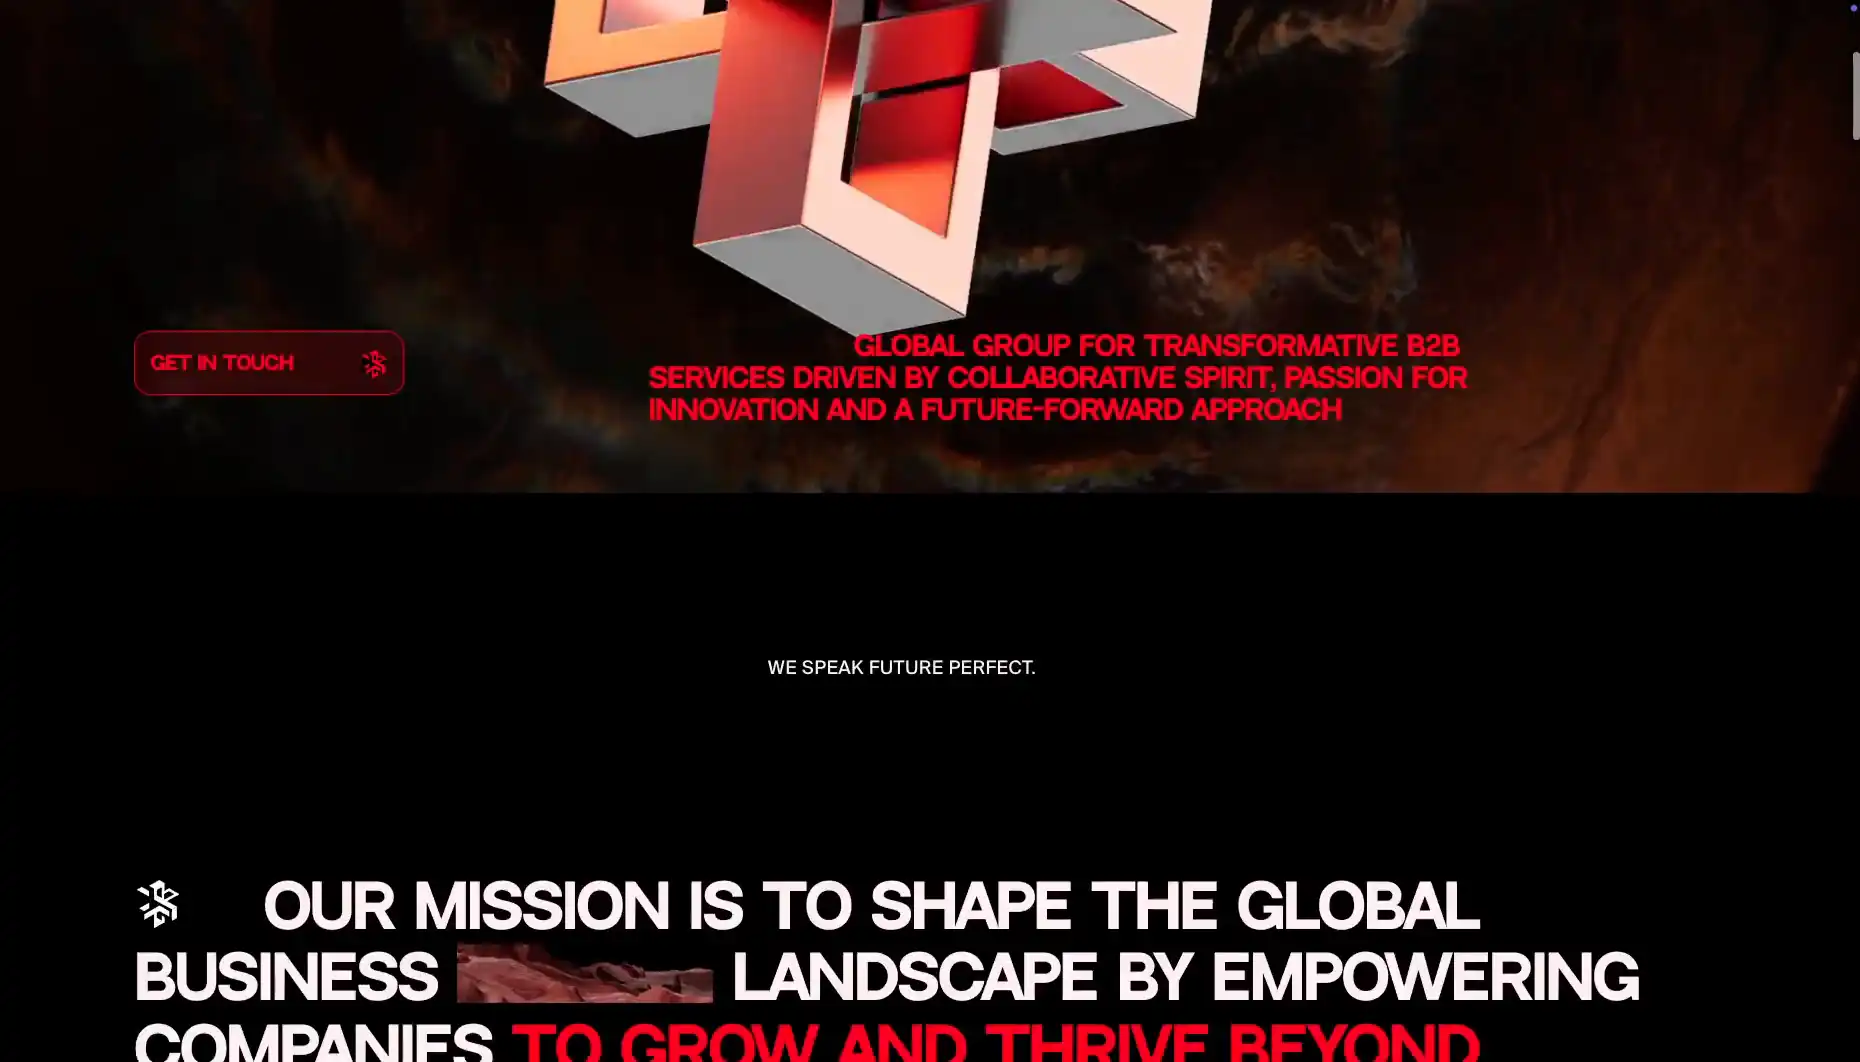 GET IN TOUCH
GLOBAL GROUP FOR TRANSFORMATIVE B2B
SERVICES DRIVEN BY COLLABORATIVE SPIRIT, PASSION FOR
INNOVATION AND A FUTURE-FORWARD APPROACH
WE SPEAK FUTURE PERFECT.
OUR MISSION IS TO SHAPE THE GLOBAL
BUSINESS LANDSCAPE BY EMPOWERING
COMPANIES TO GROW AND THRIVE BEYOND